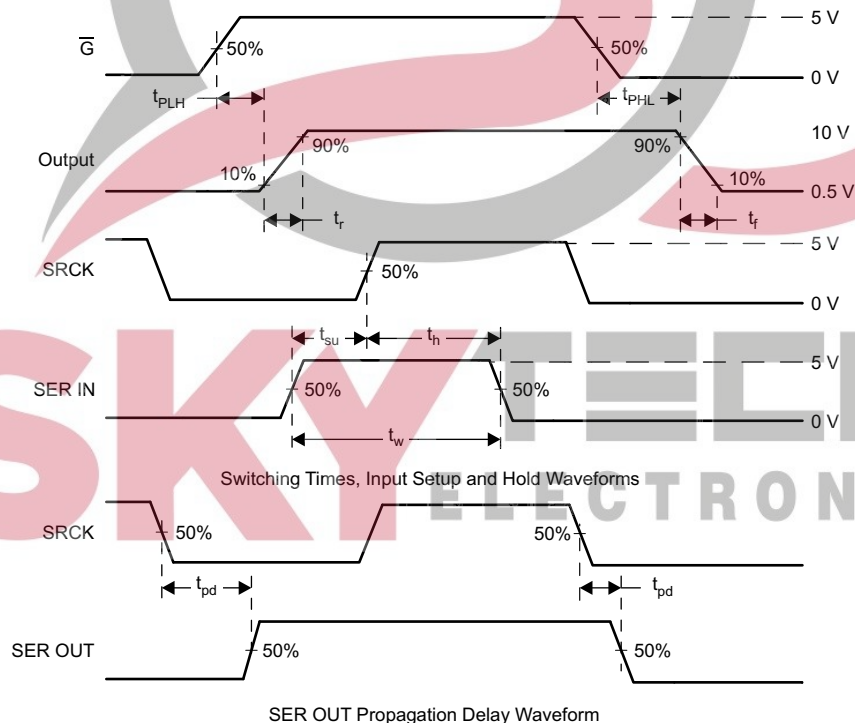 5 V
G
50%
50%
0 V
tPLH
tPHL
10 V
Output
90%
90%
10%
10%
0.5 V
tr
tf
5 V
SRCK
50%
0 V
tsu
th
5 V
SER IN
50%
50%
0 V
tw
Switching Times, Input Setup and Hold Waveforms
SKY TECH
ELECTRON
SRCK
50%
50%
tpd
tpd
SER OUT
50%
50%
SER OUT Propagation Delay Waveform